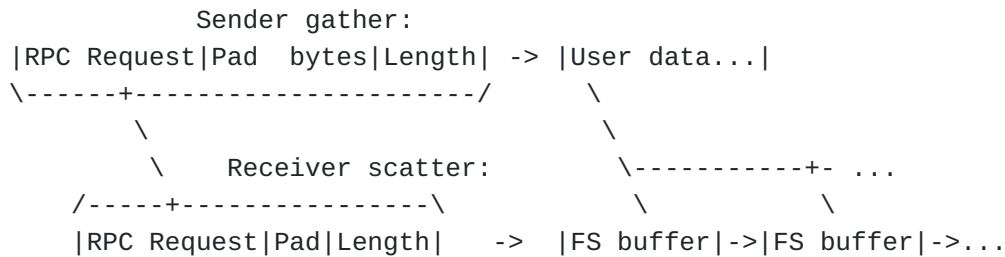 Sender gather:
|RPC Request|Pad  bytes|Length| -> |User data...|
\------+----------------------/      \
        \                             \
         \    Receiver scatter:        \-----------+- ...
    /-----+----------------\            \          \
    |RPC Request|Pad|Length|   ->  |FS buffer|->|FS buffer|->...